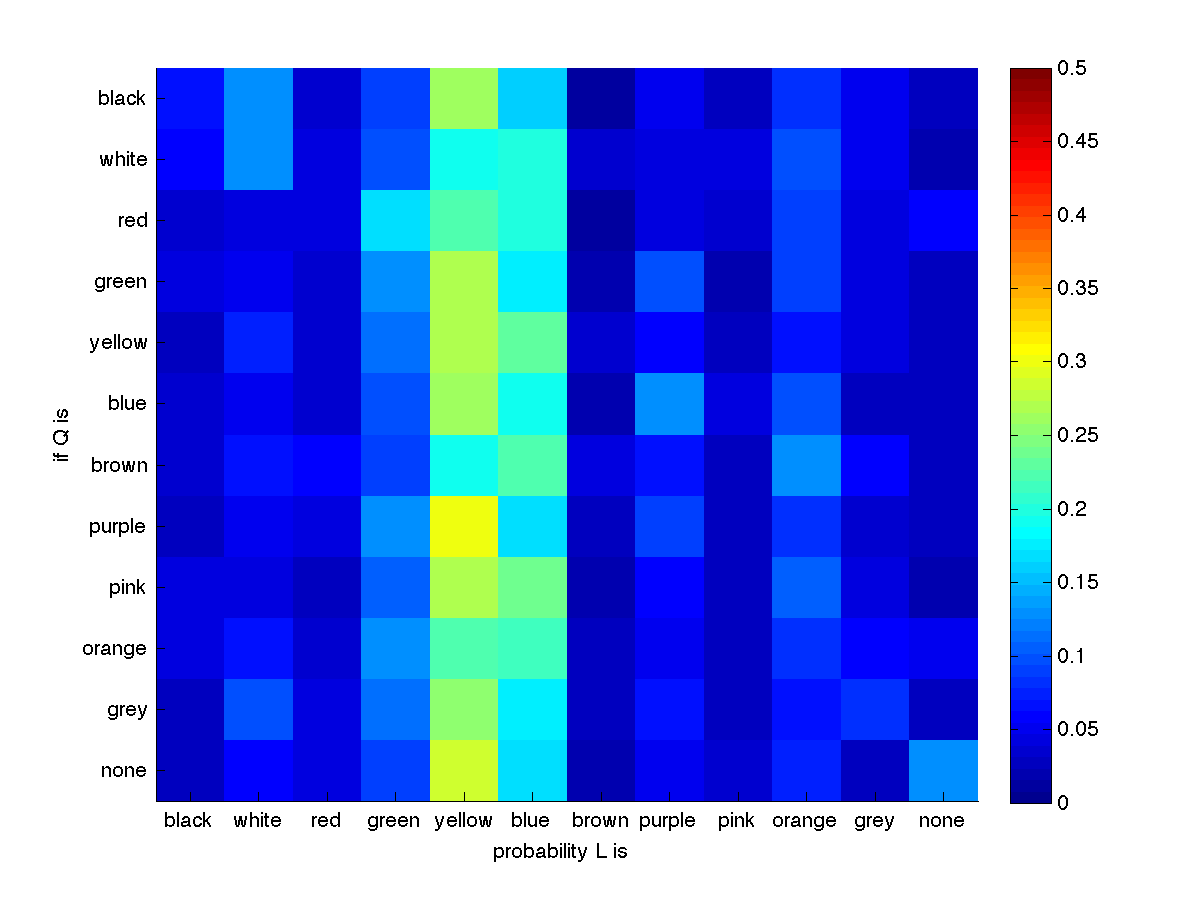 black
white
red
green
yellow
blue
brown
purple
pink
orange
grey
none
if Q is
black white red green yellow blue brown purple pink orange grey none
probability L is
0.5
0.45
0.4
0.35
0.3
0.25
0.2
0.15
0.1
0.05
0